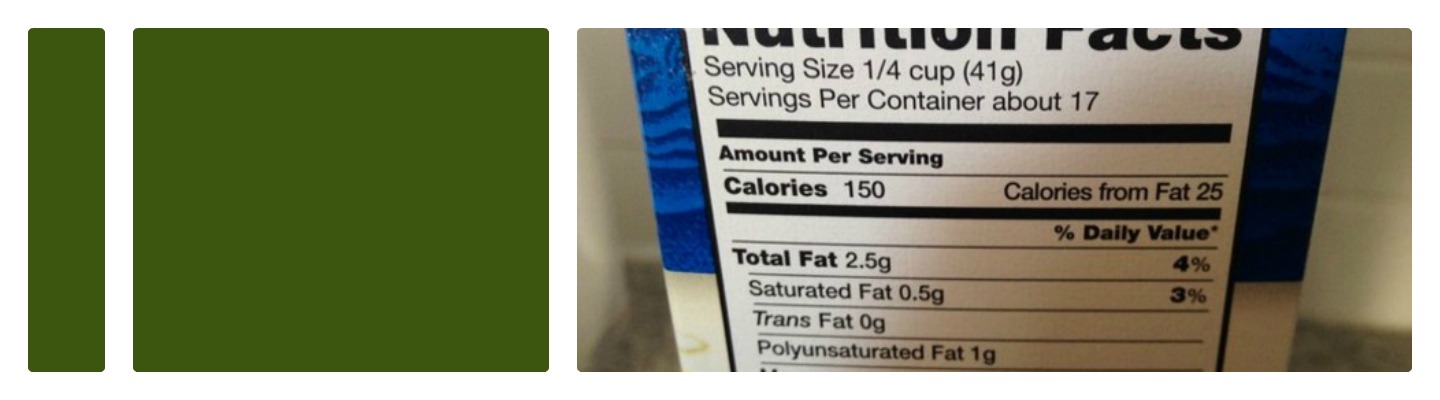 Nutrition Facts
Serving Size 1/4 cup (41g)
Servings Per Container about 17
Amount Per Serving
Calories 150 Calories from Fat 25
% Daily Value*
Total Fat 2.5g 4%
Saturated Fat 0.5g 3%
Trans Fat 0g
Polyunsaturated Fat 1g